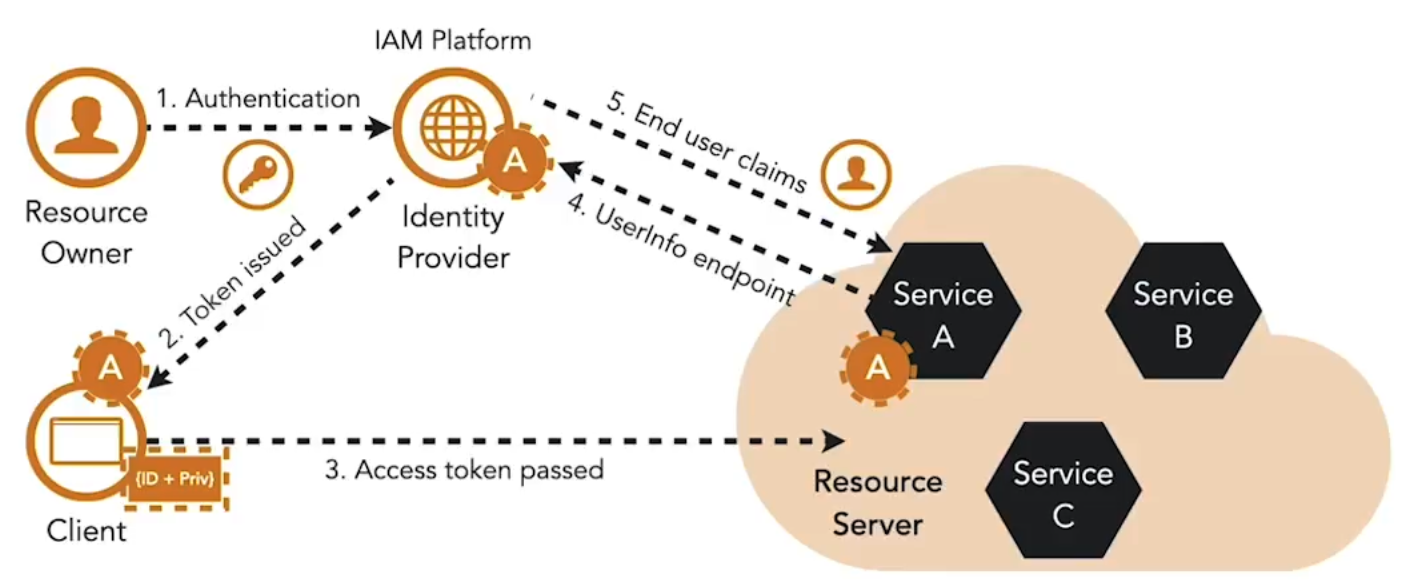 IAM Platform
1. Authentication
A
Resource
Owner
Identity
Provider
5. End user claims
4. UserInfo endpoint
2. Token issued
Service
A
Service
B
A
A
{ID + Priv}
3. Access token passed
Client
Resource
Server
Service
C